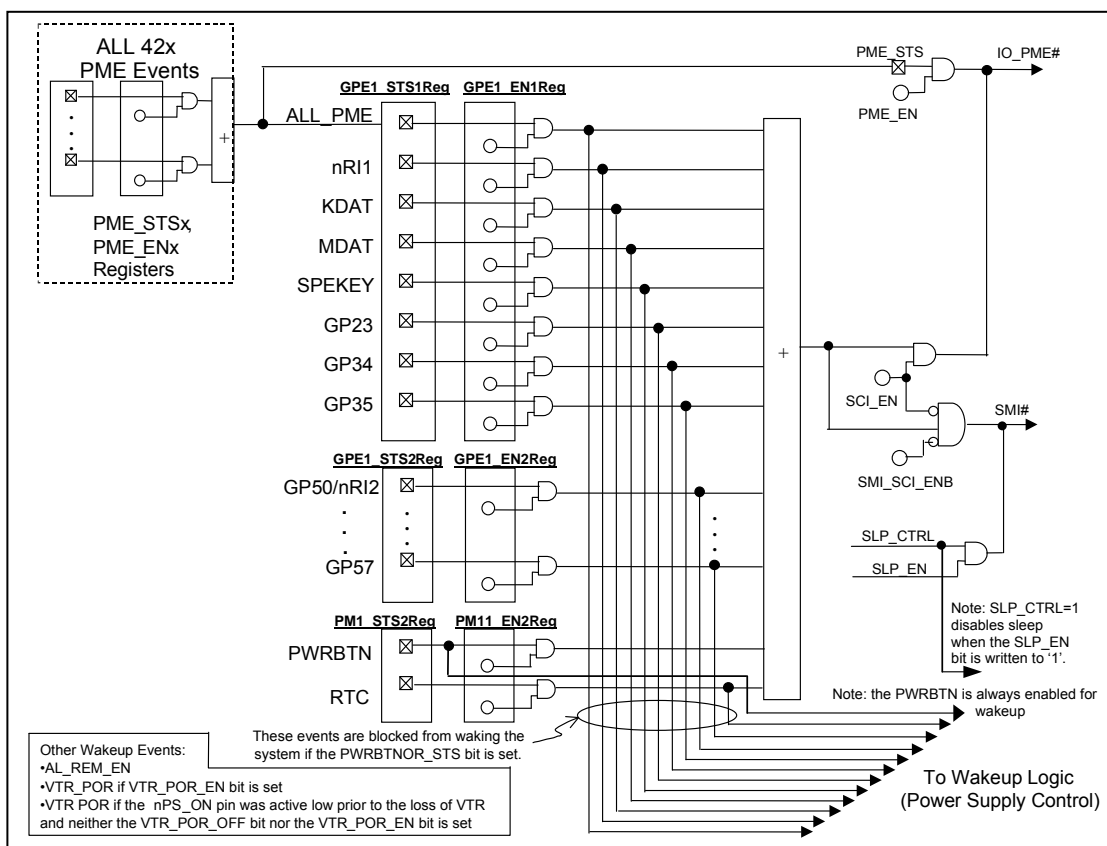 ALL 42x
PME Events
PME_STSx,
PME_ENx
Registers
PME_STS
IO_PME#
PME_EN
GPE1_STS1Reg
GPE1_EN1Reg
ALL_PME
nRI1
KDAT
MDAT
SPEKEY
GP23
GP34
GP35
+
+
SCI_EN
SMI#
SMI_SCI_ENB
GPE1_STS2Reg
GPE1_EN2Reg
GP50/nRI2
GP57
SLP_CTRL
SLP_EN
Note: SLP_CTRL=1
disables sleep
when the SLP_EN
bit is written to ‘1’.
PM1_STS2Reg
PM11_EN2Reg
PWRBTN
RTC
Note: the PWRBTN is always enabled for
wakeup
These events are blocked from waking the
system if the PWRBTNOR_STS bit is set.
Other Wakeup Events:
•AL_REM_EN
•VTR_POR if VTR_POR_EN bit is set
•VTR POR if the nPS_ON pin was active low prior to the loss of VTR
and neither the VTR_POR_OFF bit nor the VTR_POR_EN bit is set
To Wakeup Logic
(Power Supply Control)